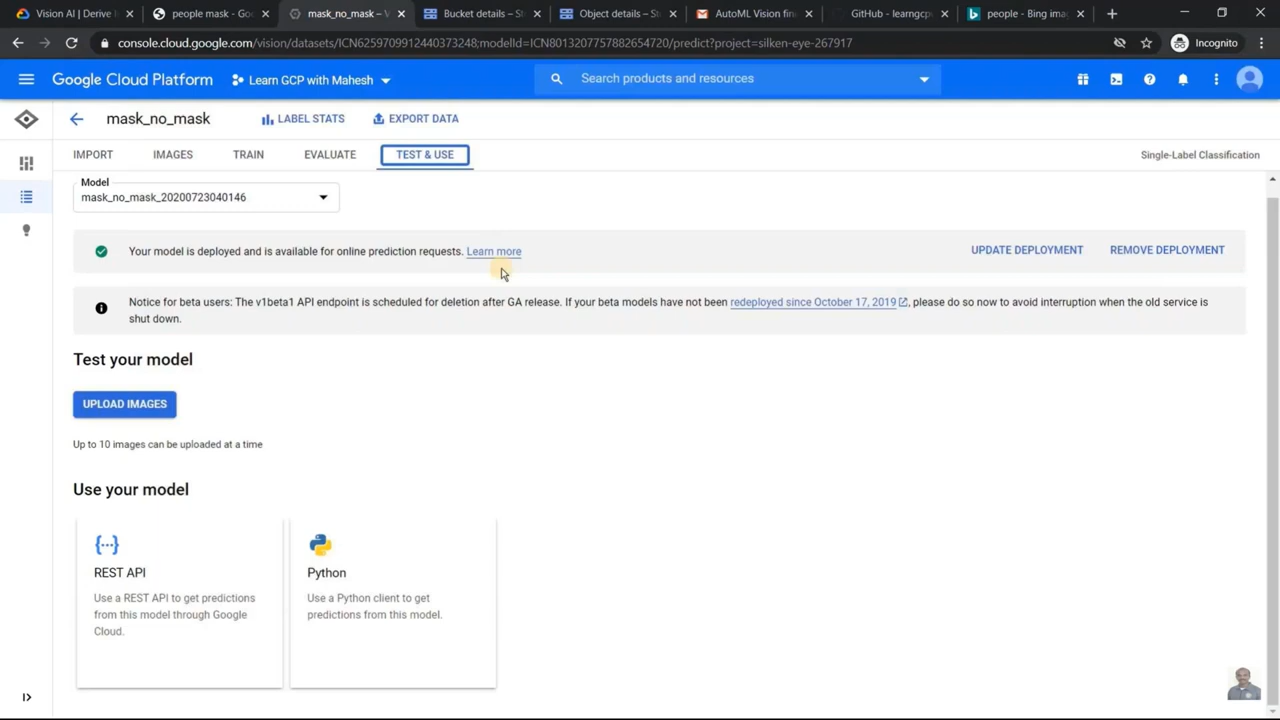 Vision AI | Derive In
people mask - Goo
mask_no_mask – V
Bucket details – St
Object details – Sto
AutoML Vision fini
GitHub - learngcp
people - Bing ima
console.cloud.google.com/vision/datasets/ICN6259709912440373248;modelId=ICN8013207757882654720/predict?project=silken-eye-267917
Incognito
Google Cloud Platform
Learn GCP with Mahesh
Search products and resources
mask_no_mask
LABEL STATS
EXPORT DATA
IMPORT
IMAGES
TRAIN
EVALUATE
TEST & USE
Single-Label Classification
Model
mask_no_mask_20200723040146
Your model is deployed and is available for online prediction requests. Learn more
UPDATE DEPLOYMENT
REMOVE DEPLOYMENT
Notice for beta users: The v1beta1 API endpoint is scheduled for deletion after GA release. If your beta models have not been redeployed since October 17, 2019, please do so now to avoid interruption when the old service is
shut down.
Test your model
UPLOAD IMAGES
Up to 10 images can be uploaded at a time
Use your model
REST API
Use a REST API to get predictions
from this model through Google
Cloud.
Python
Use a Python client to get
predictions from this model.